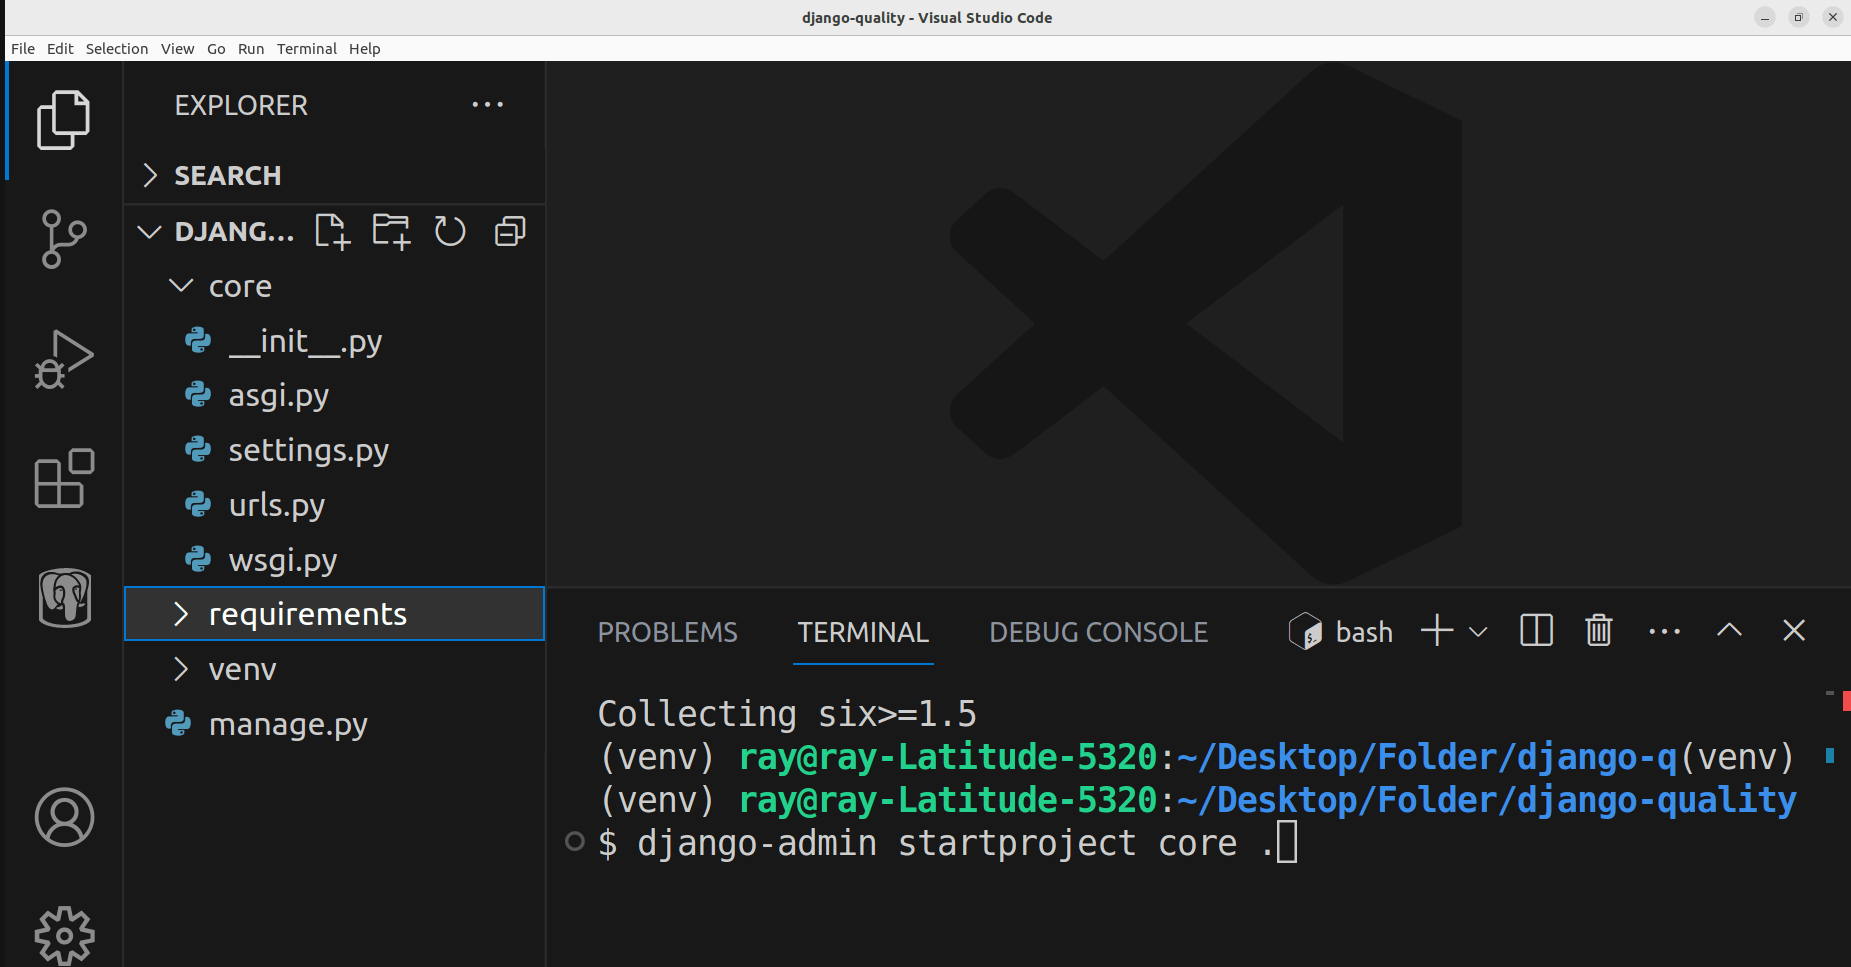 django-quality - Visual Studio Code
File Edit Selection View Go Run Terminal Help
EXPLORER
SEARCH
DJANG...
core
__init__.py
asgi.py
settings.py
urls.py
wsgi.py
requirements
venv
manage.py
PROBLEMS TERMINAL DEBUG CONSOLE bash
Collecting six>=1.5
(venv) ray@ray-Latitude-5320:~/Desktop/Folder/django-q(venv)
(venv) ray@ray-Latitude-5320:~/Desktop/Folder/django-quality
$ django-admin startproject core .